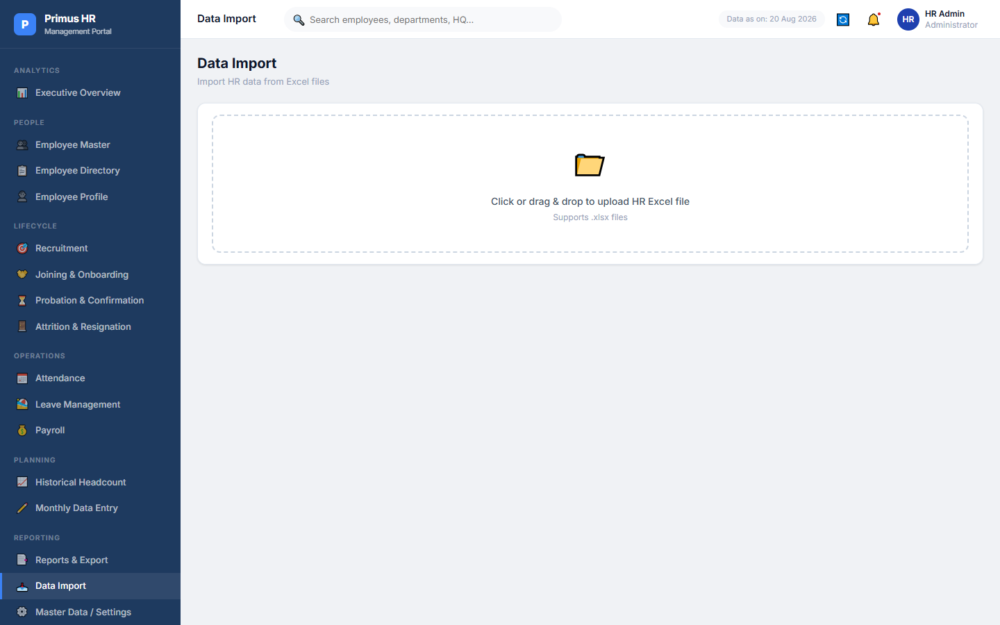 P
Primus HR
Management Portal
ANALYTICS
Executive Overview
PEOPLE
Employee Master
Employee Directory
Employee Profile
LIFECYCLE
Recruitment
Joining & Onboarding
Probation & Confirmation
Attrition & Resignation
OPERATIONS
Attendance
Leave Management
Payroll
PLANNING
Historical Headcount
Monthly Data Entry
REPORTING
Reports & Export
Data Import
Master Data / Settings
Data Import
Search employees, departments, HQ...
Data as on: 20 Aug 2026
HR
HR Admin
Administrator
Data Import
Import HR data from Excel files
Click or drag & drop to upload HR Excel file
Supports .xlsx files